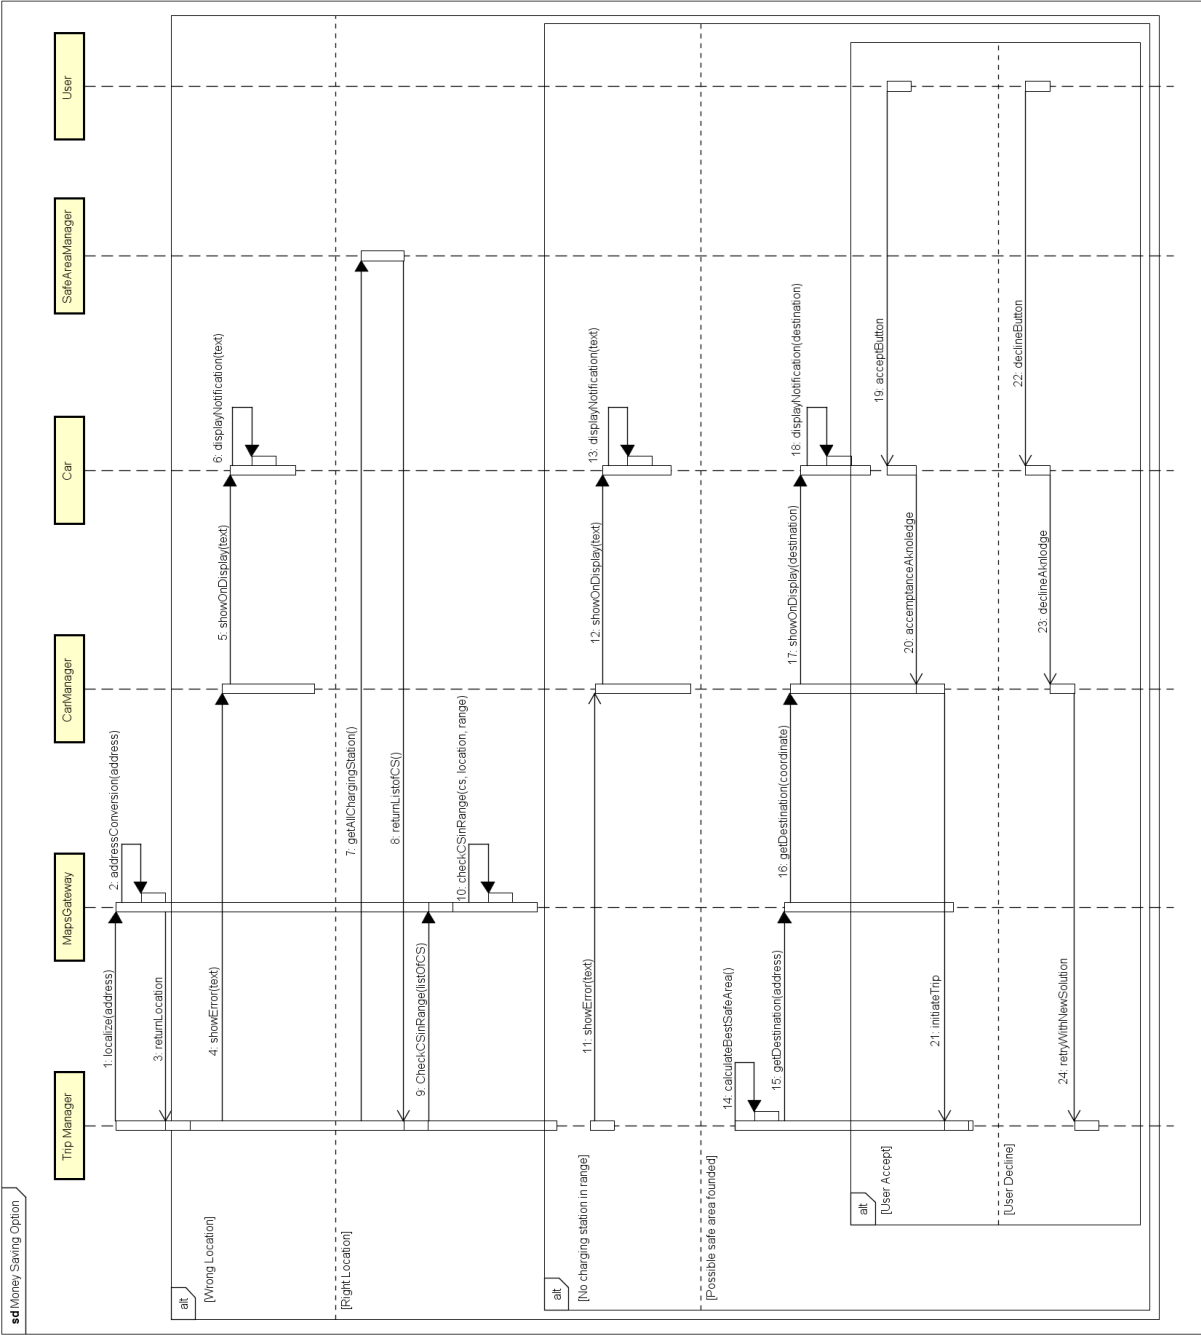 sd Money Saving Option
Trip Manager
MapsGateway
CarManager
Car
SafeAreaManager
User
1: localize(address)
2: addressConversion(address)
3: returnLocation
alt
[Wrong Location]
4: showError(text)
5: showOnDisplay(text)
6: displayNotification(text)
[Right Location]
7: getAllChargingStation()
8: returnListofCS()
9: CheckCSinRange(listOfCS)
10: checkCSinRange(cs, location, range)
alt
[No charging station in range]
11: showError(text)
12: showOnDisplay(text)
13: displayNotification(text)
[Possible safe area founded]
14: calculateBestSafeArea()
15: getDestination(address)
16: getDestination(coordinate)
17: showOnDisplay(destination)
18: displayNotification(destination)
alt
[User Accept]
19: acceptButton
20: accemptanceAknoledge
21: initiateTrip
[User Decline]
22: declineButton
23: declineAknlodge
24: retryWithNewSolution